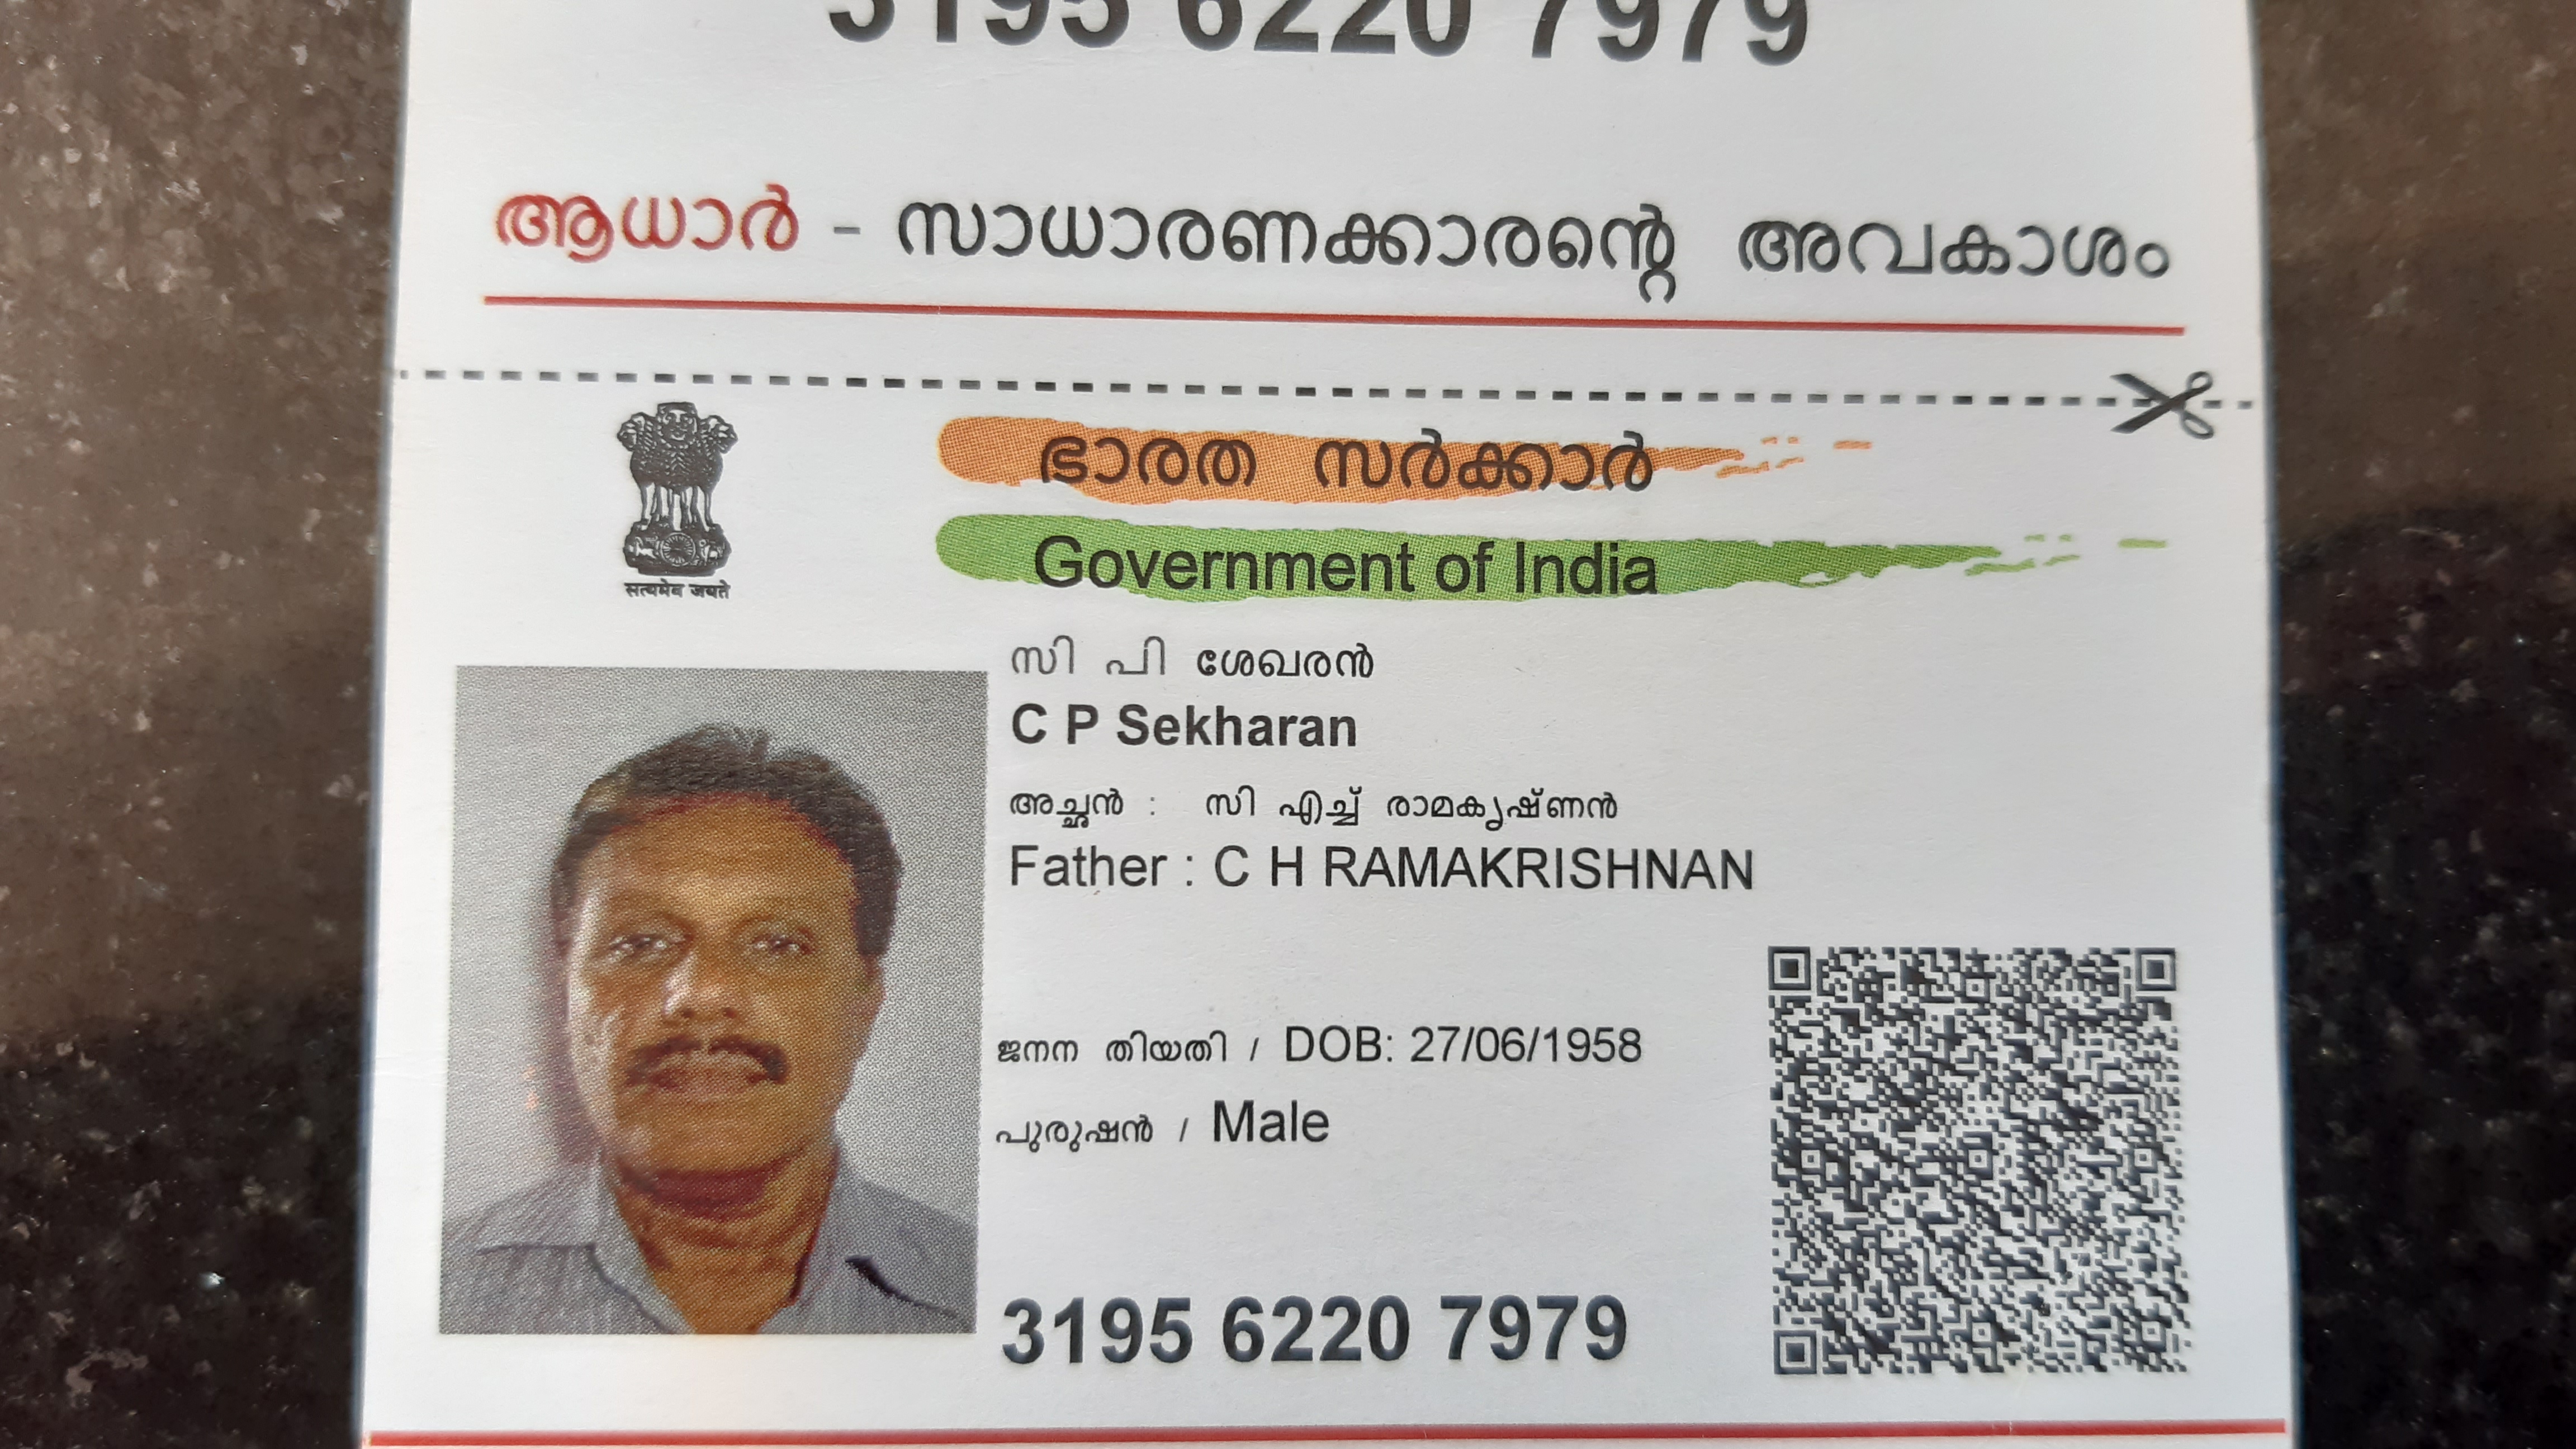 3195 6220 7979
ആധാർ - സാധാരണക്കാരന്റെ അവകാശം
सत्यमेव जयते
ഭാരത സർക്കാർ
Government of India
സി പി ശേഖരൻ
C P Sekharan
അച്ഛൻ : സി എച്ച് രാമകൃഷ്ണൻ
Father : C H RAMAKRISHNAN
ജനന തിയതി / DOB: 27/06/1958
പുരുഷൻ / Male
3195 6220 7979